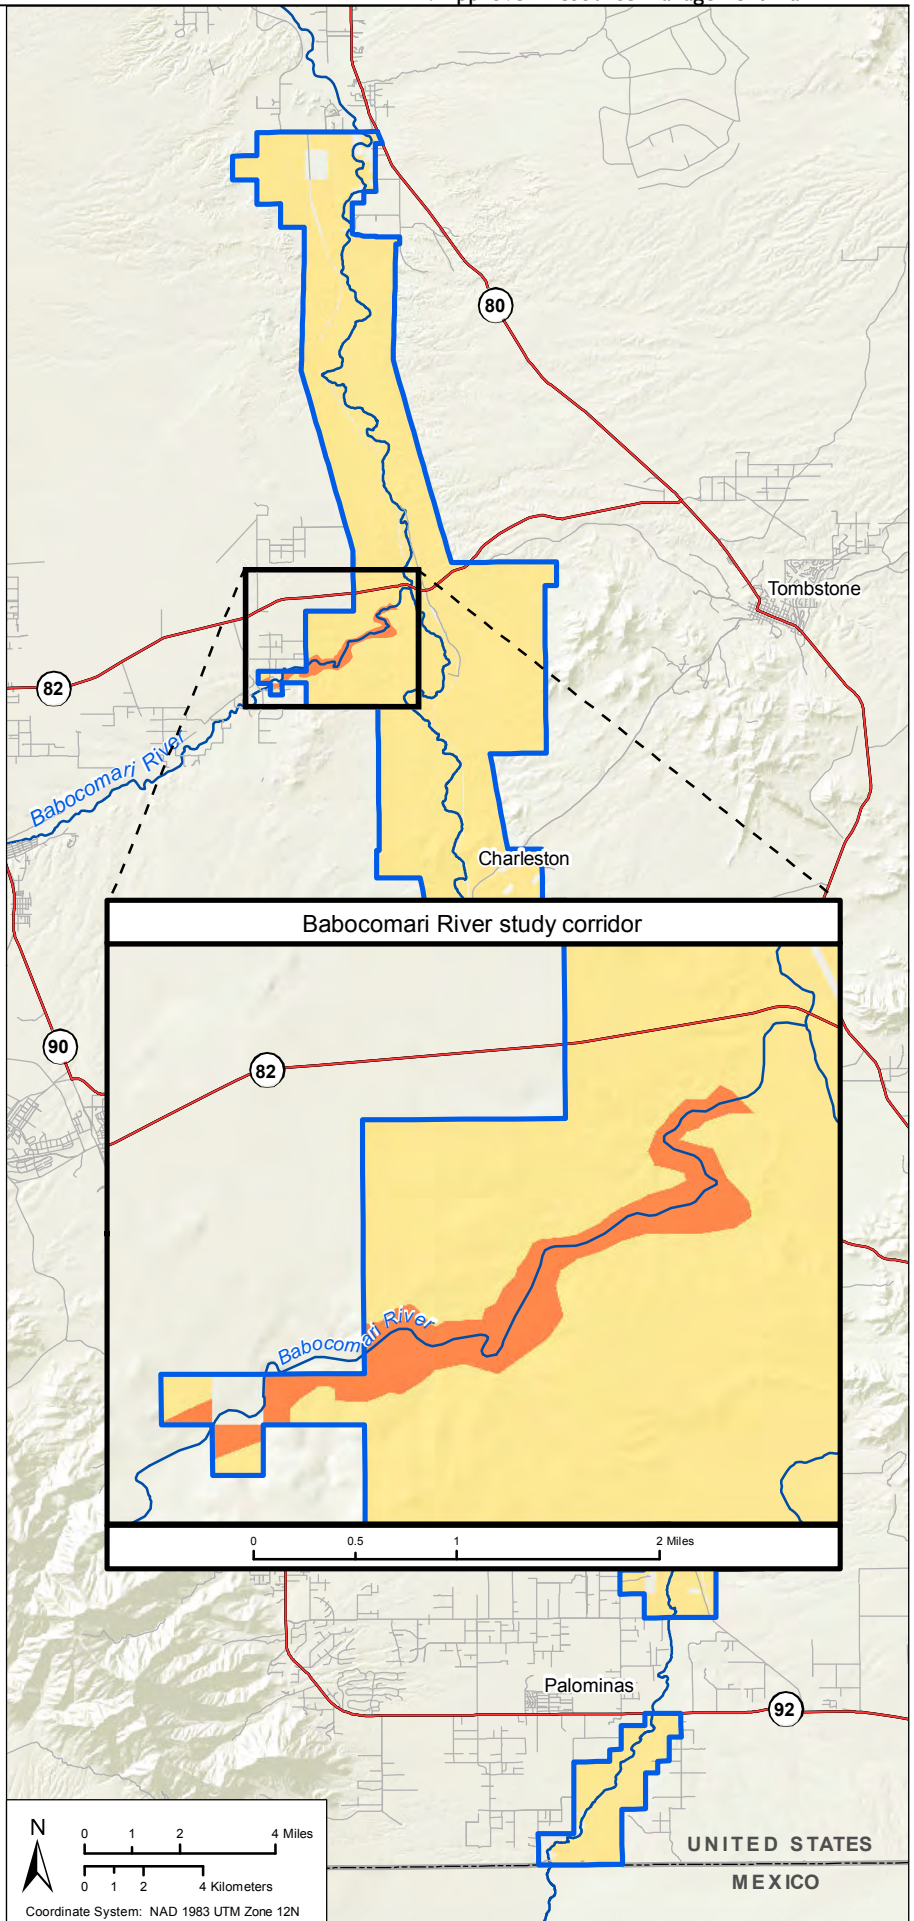 80
Tombstone
82
Babocomari River
Charleston
Babocomari River study corridor
90
82
Babocomari River
0 0.5 1 2 Miles
Palominas
92
N
0 1 2 4 Miles
0 1 2 4 Kilometers
Coordinate System: NAD 1983 UTM Zone 12N
UNITED STATES
MEXICO